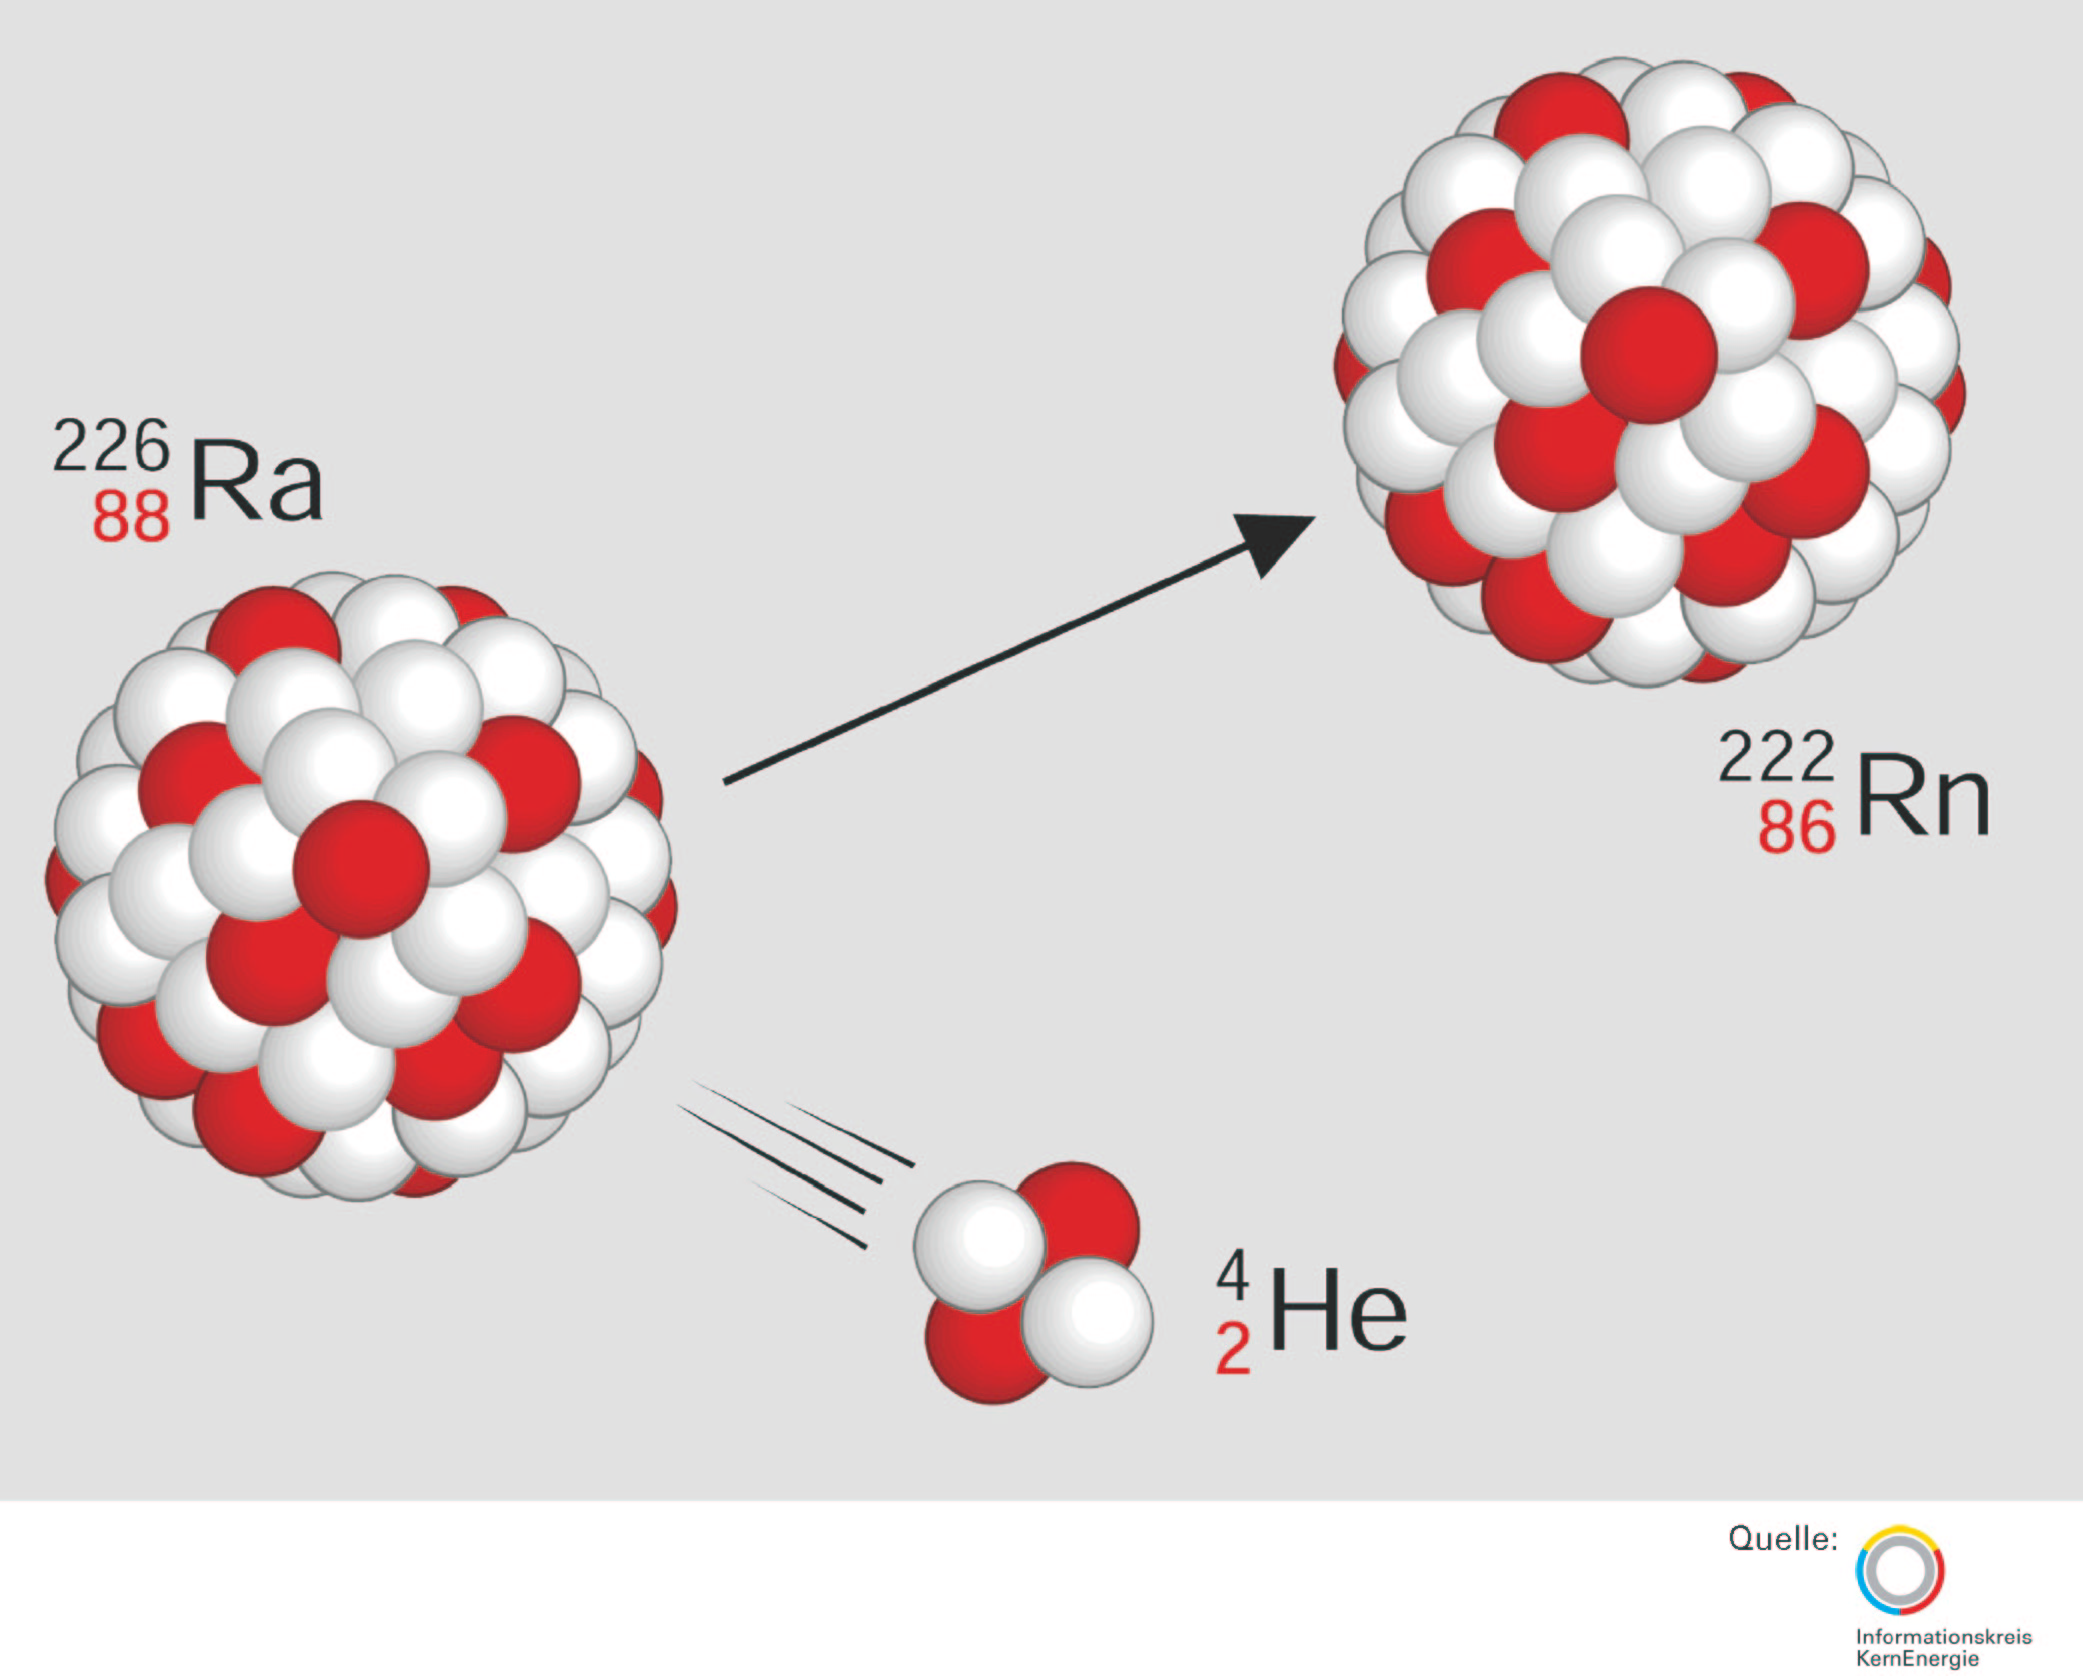 226
88 Ra
222
86 Rn
4
2 He
Quelle:
Informationskreis
KernEnergie